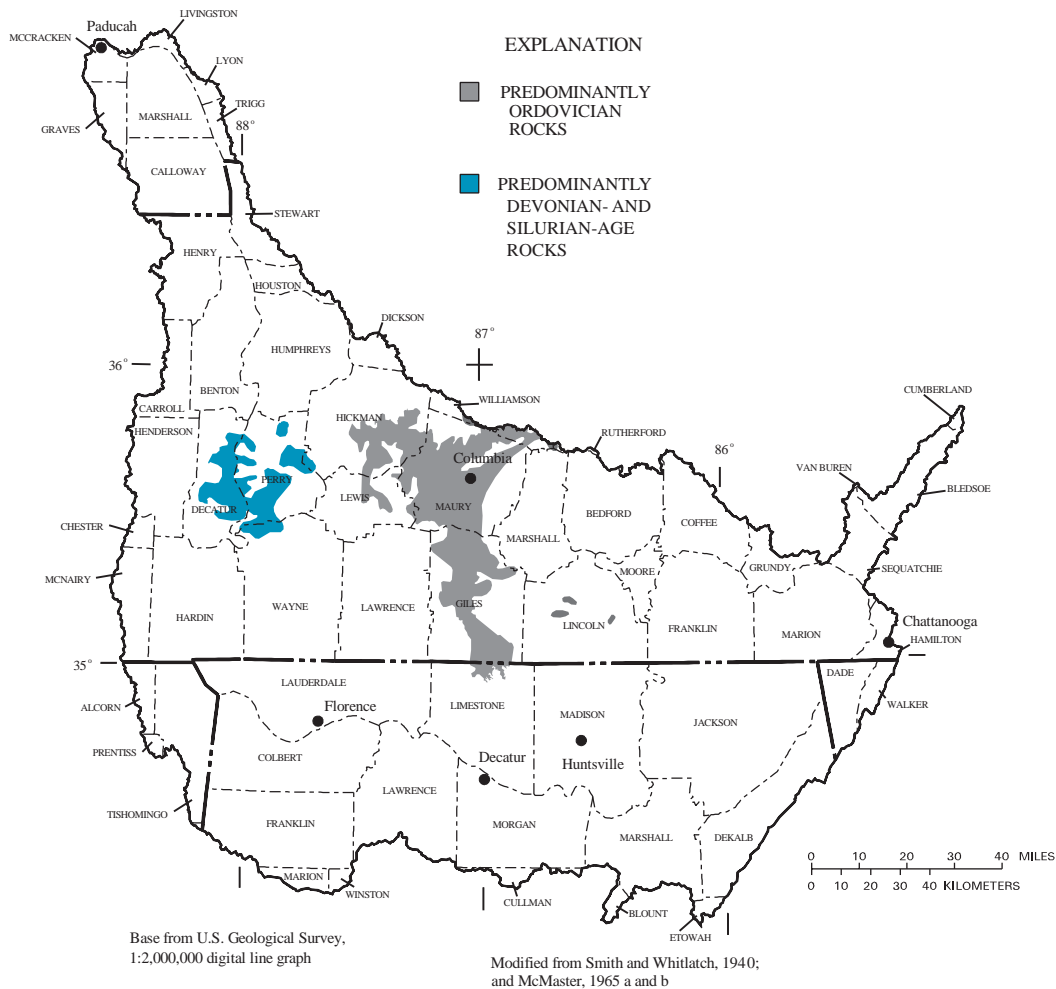 LIVINGSTON
Paducah
MCCRACKEN
EXPLANATION
LYON
PREDOMINANTLY
ORDOVICIAN
ROCKS
TRIGG
MARSHALL
GRAVES
88°
CALLOWAY
PREDOMINANTLY
DEVONIAN- AND
SILURIAN-AGE
ROCKS
STEWART
HENRY
HOUSTON
DICKSON
87°
HUMPHREYS
36°
BENTON
CUMBERLAND
WILLIAMSON
CARROLL
HICKMAN
HENDERSON
RUTHERFORD
86°
Columbia
VAN BUREN
PERRY
BLEDSOE
LEWIS
MAURY
DECATUR
BEDFORD
COFFEE
CHESTER
MARSHALL
SEQUATCHIE
MOORE
GRUNDY
MCNAIRY
WAYNE
LAWRENCE
GILES
HARDIN
LINCOLN
FRANKLIN
MARION
Chattanooga
HAMILTON
35°
DADE
LAUDERDALE
ALCORN
Florence
LIMESTONE
MADISON
JACKSON
WALKER
PRENTISS
COLBERT
Decatur
Huntsville
LAWRENCE
TISHOMINGO
FRANKLIN
MORGAN
MARSHALL
DEKALB
0 10 20 30 40 MILES
0 10 20 30 40 KILOMETERS
MARION
WINSTON
CULLMAN
BLOUNT
ETOWAH
Base from U.S. Geological Survey,
1:2,000,000 digital line graph
Modified from Smith and Whitlatch, 1940;
and McMaster, 1965 a and b